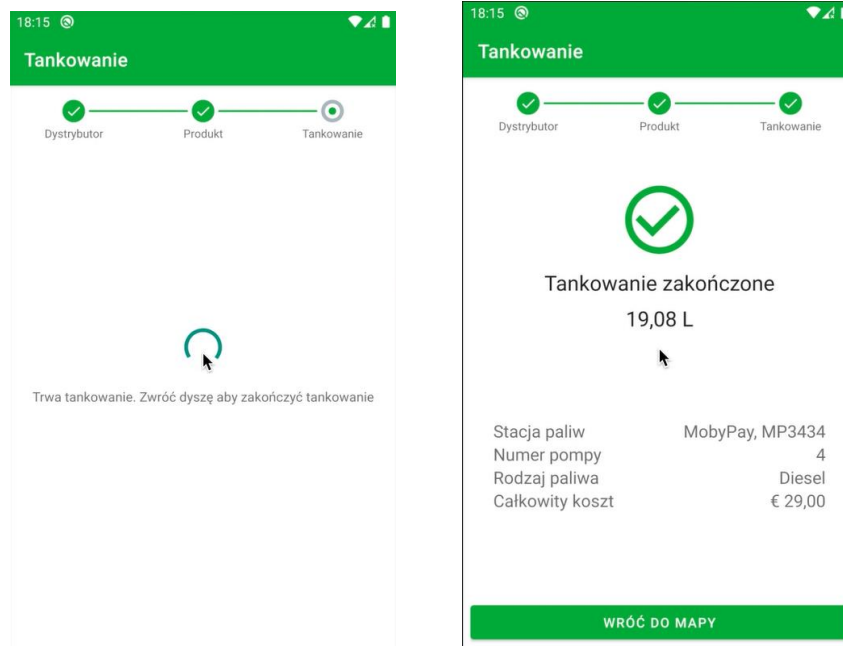 18:15
Tankowanie
Dystrybutor Produkt Tankowanie
Trwa tankowanie. Zwróć dyszę aby zakończyć tankowanie
18:15
Tankowanie
Dystrybutor Produkt Tankowanie
Tankowanie zakończone
19,08 L
Stacja paliw MobyPay, MP3434
Numer pompy 4
Rodzaj paliwa Diesel
Całkowity koszt € 29,00
WRÓĆ DO MAPY